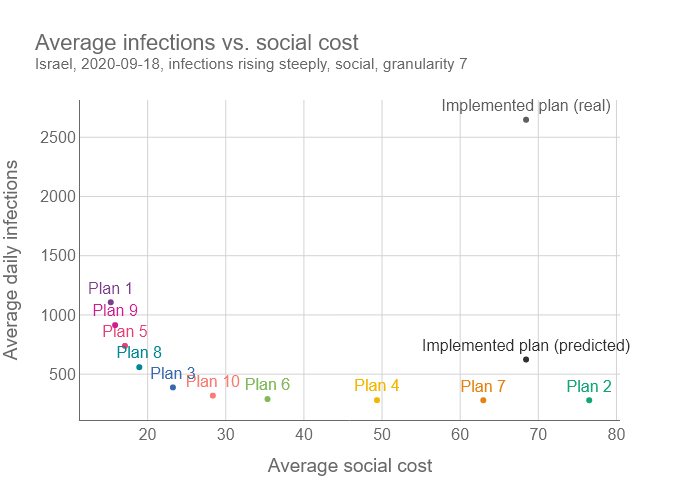 Average infections vs. social cost
Israel, 2020-09-18, infections rising steeply, social, granularity 7
Implemented plan (real)
2500
2000
1500
Plan 1
Plan 9
1000
Plan 5
Implemented plan (predicted)
Plan 8
Plan 3
500
Plan 10
Plan 6
Plan 4
Plan 7
Plan 2
20 30 40 50 60 70 80
Average social cost
Average daily infections